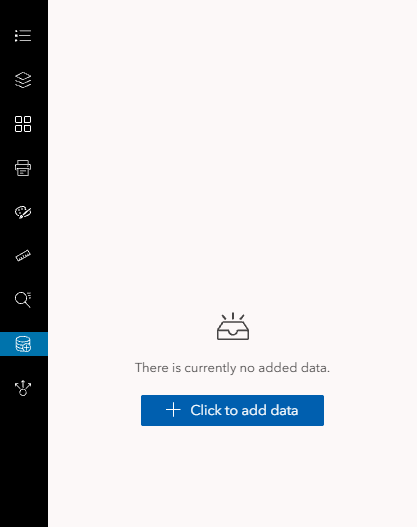 There is currently no added data.
Click to add data